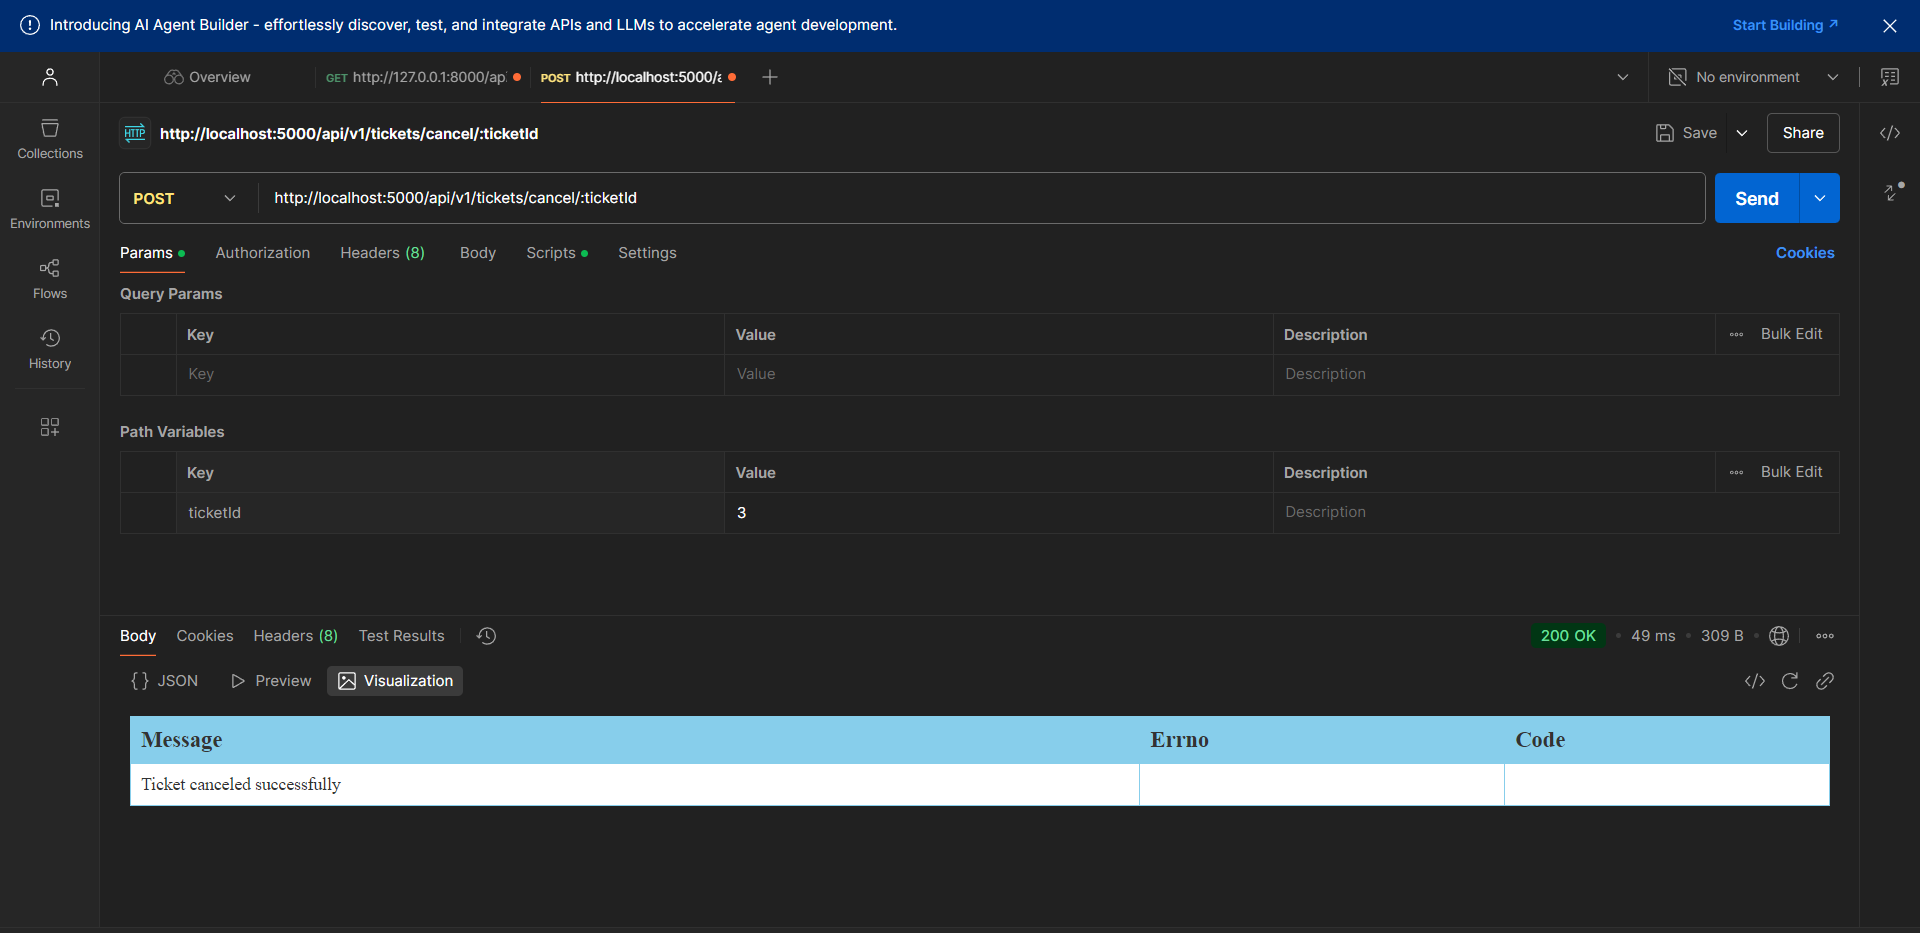 Introducing AI Agent Builder - effortlessly discover, test, and integrate APIs and LLMs to accelerate agent development.
Start Building
Overview
GET http://127.0.0.1:8000/ap
POST http://localhost:5000/a
No environment
HTTP http://localhost:5000/api/v1/tickets/cancel/:ticketId
Save
Share
Collections
Environments
Flows
History
POST
http://localhost:5000/api/v1/tickets/cancel/:ticketId
Send
Params Authorization Headers (8) Body Scripts Settings
Cookies
Query Params
Key Value Description Bulk Edit
Key Value Description
Path Variables
Key Value Description Bulk Edit
ticketId 3 Description
Body Cookies Headers (8) Test Results
200 OK • 49 ms • 309 B
{} JSON Preview Visualization
Message Errno Code
Ticket canceled successfully